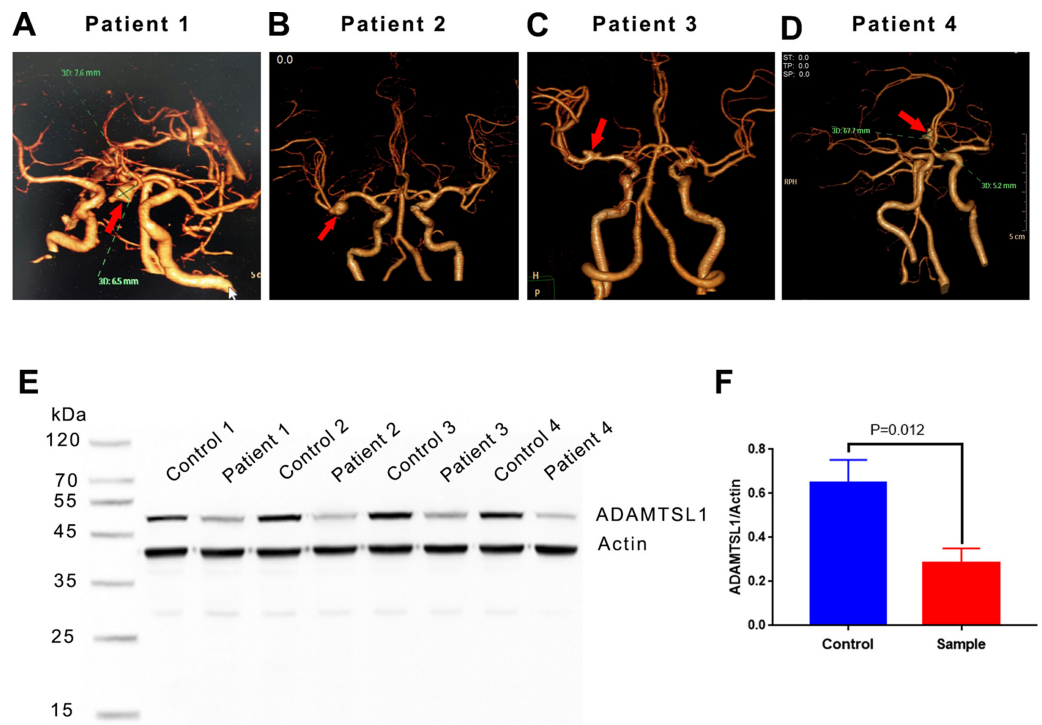 A Patient 1
B Patient 2
C Patient 3
D Patient 4
3D: 7.6 mm
3D: 6.5 mm
5 c
0.0
H
P
ST: 0.0
TP: 0.0
SP: 0.0
3D: 67.7 mm
3D: 5.2 mm
RPH
5 cm
E
kDa
120
70
55
45
35
25
15
Control 1
Patient 1
Control 2
Patient 2
Control 3
Patient 3
Control 4
Patient 4
ADAMTSL1
Actin
F
P=0.012
ADAMTSL1/Actin
0.8
0.6
0.4
0.2
0.0
Control
Sample